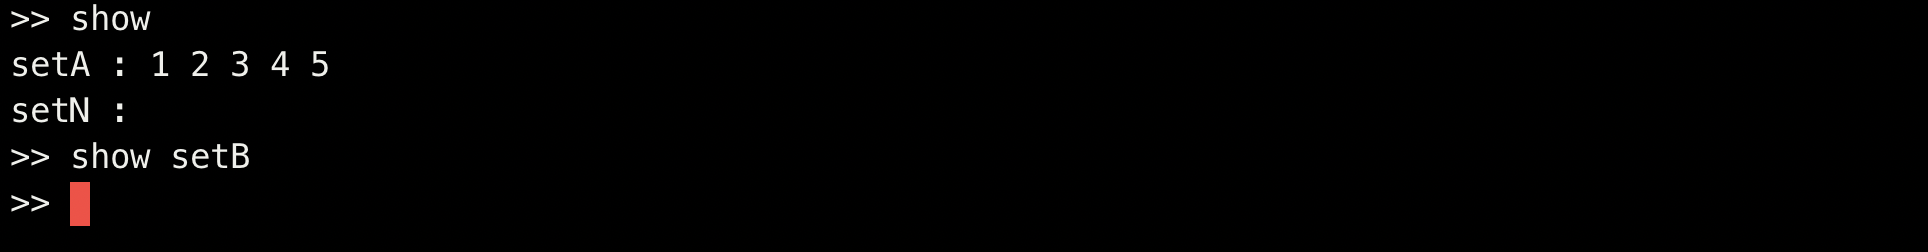 >> show
setA : 1 2 3 4 5
setN :
>> show setB
>>